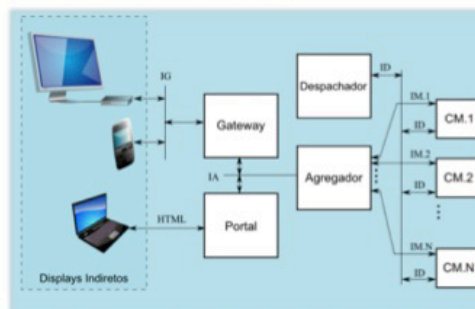 IG
ID
Despachador
IM.1
CM.1
ID
Gateway
IM.2
CM.2
ID
IA
Agregador
HTML
Portal
IM.N
CM.N
ID
Displays Indiretos